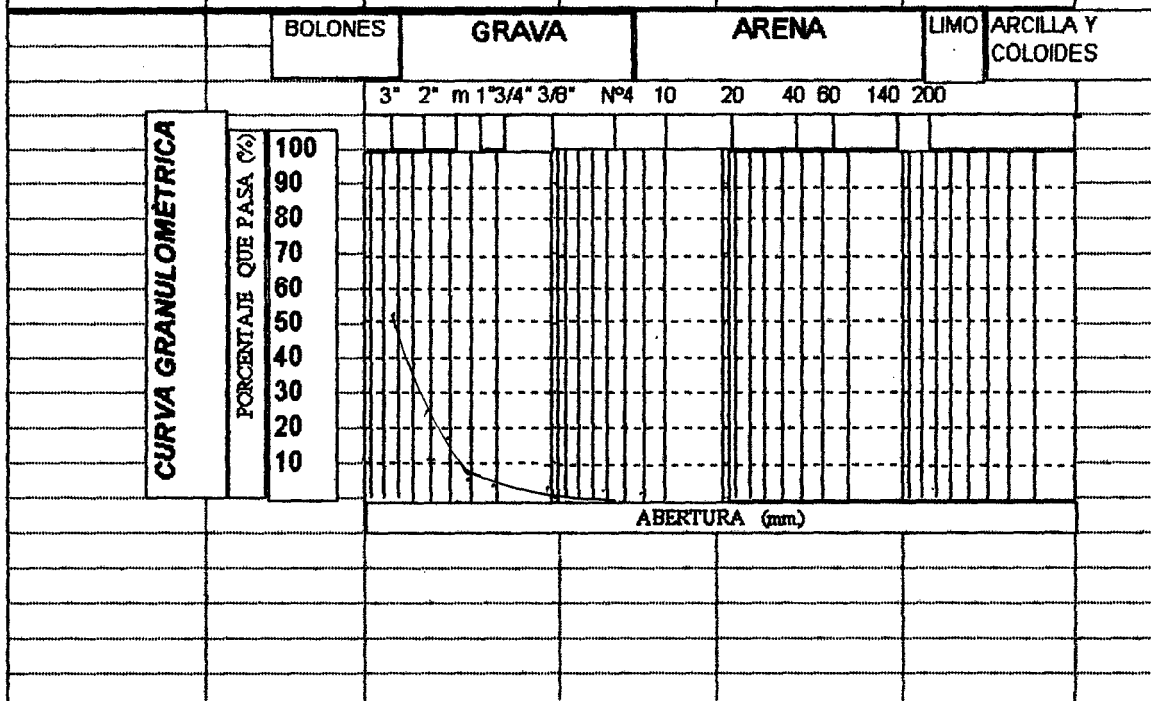 BOLONES GRAVA ARENA LIMO ARCILLA Y
COLOIDES
3" 2" m 1" 3/4" 3/8" Nº4 10 20 40 60 140 200
CURVA GRANULOMÈTRICA
PORCENTAJE QUE PASA (%)
100
90
80
70
60
50
40
30
20
10
ABERTURA (mm)